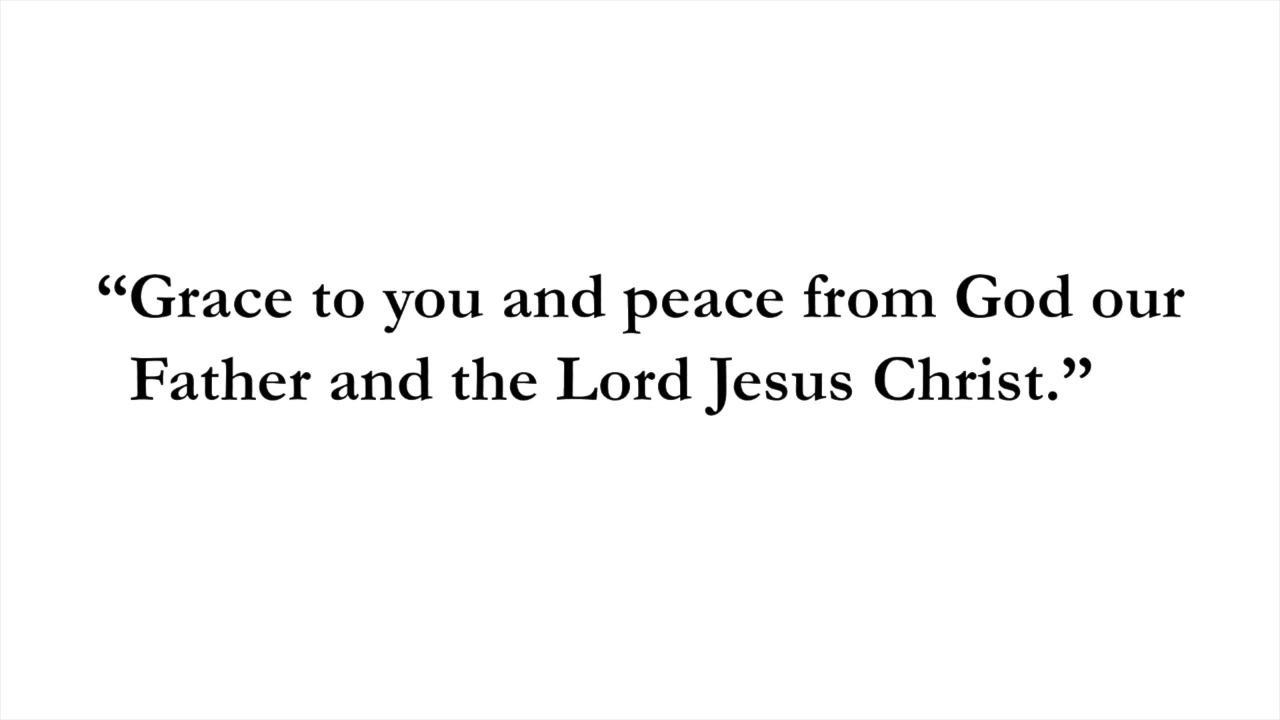 “Grace to you and peace from God our
Father and the Lord Jesus Christ.”